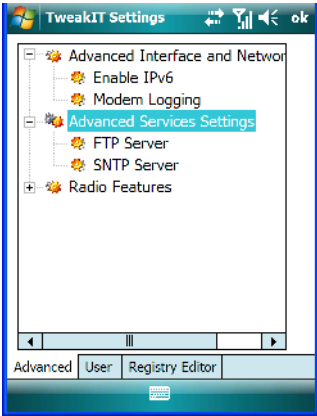 TweakIT Settings ok
Advanced Interface and Networ
Enable IPv6
Modem Logging
Advanced Services Settings
FTP Server
SNTP Server
Radio Features
Advanced User Registry Editor